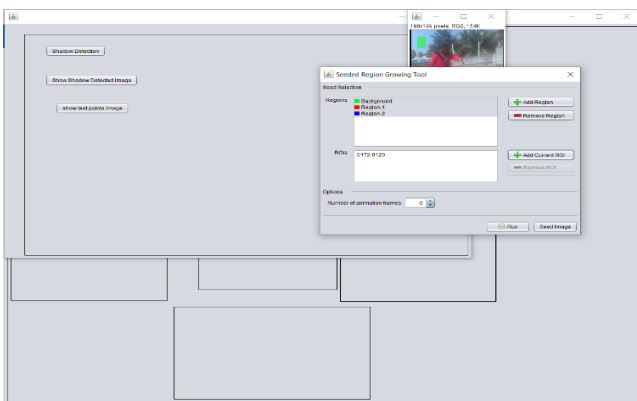 198x159 pixels; RGB; 154K
Shadow Detection
Show Shadow Detected Image
show test points image
Seeded Region Growing Tool
Seed Selection
Regions
Background
Region-1
Region-2
Add Region
Remove Region
ROIs
0172-0120
Add Current ROI
Remove ROI
Options
Number of animation frames 0
Run
Seed Image